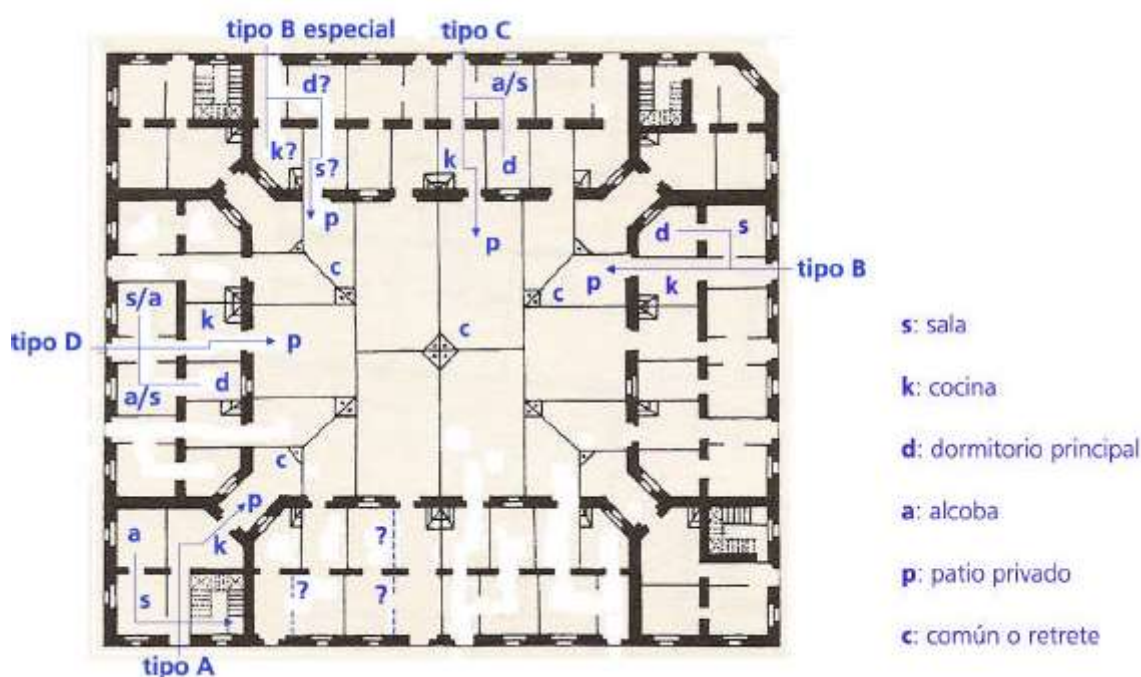 tipo B especial
tipo C
d?
a/s
k?
s?
k
d
p
p
d
s
c
p
tipo B
c
k
s/a
k
c
tipo D
p
d
a/s
c
p
a
k
?
s
?
?
tipo A
s: sala
k: cocina
d: dormitorio principal
a: alcoba
p: patio privado
c: común o retrete